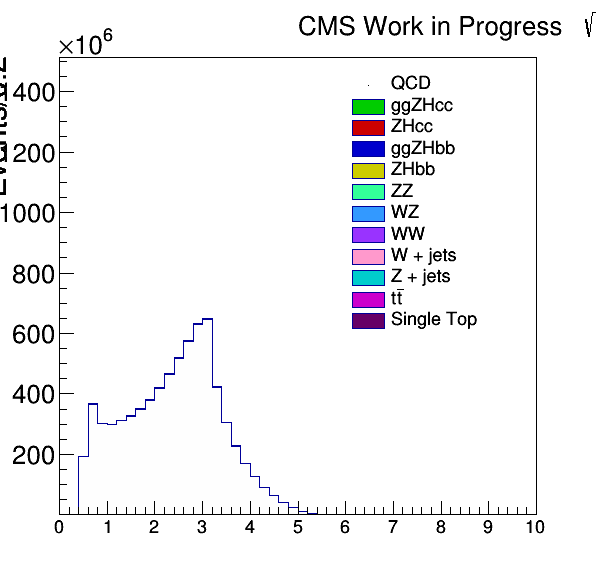 CMS Work in Progress √
×10⁶
400
200
1000
800
600
400
200
0 1 2 3 4 5 6 7 8 9 10
QCD
ggZHcc
ZHcc
ggZHbb
ZHbb
ZZ
WZ
WW
W + jets
Z + jets
tt̅
Single Top